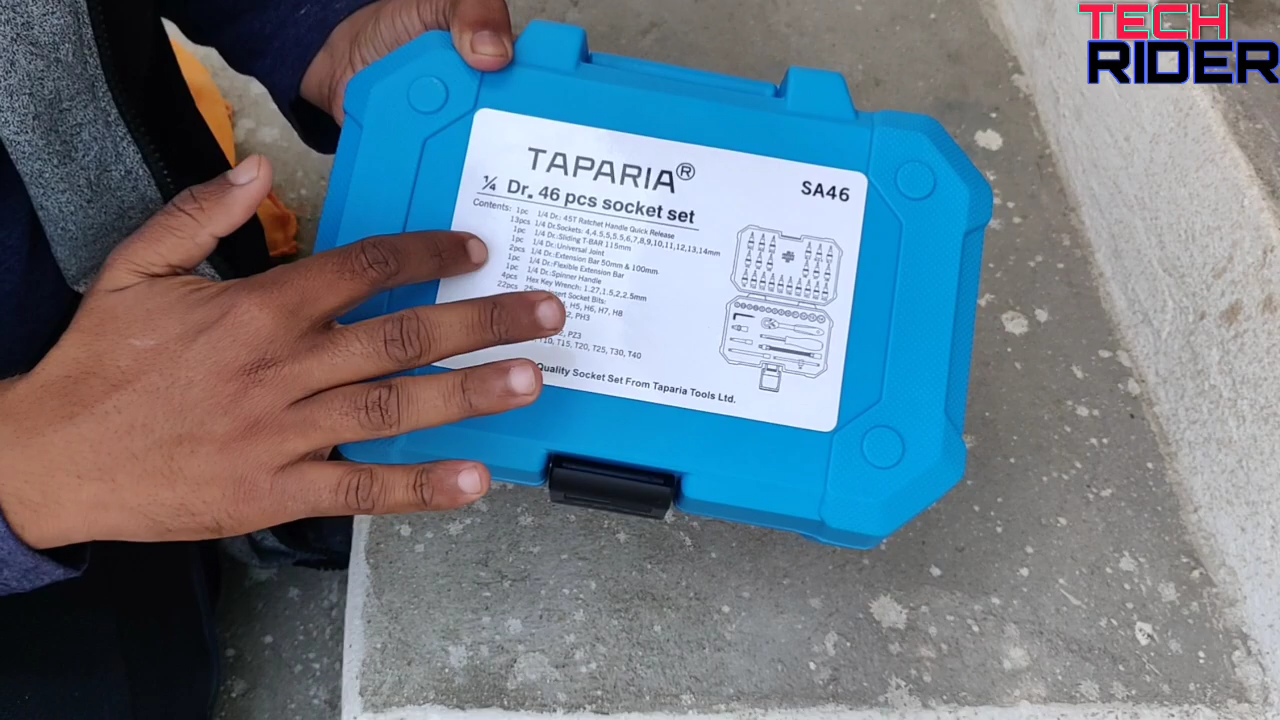 TECH
RIDER
TAPARIA®
SA46
1/4 Dr. 46 pcs socket set
Contents: 1pc 1/4 Dr.: 45T Ratchet Handle Quick Release
13pcs 1/4 Dr.Sockets: 4,4.5,5,5.5,6,7,8,9,10,11,12,13,14mm
1pc 1/4 Dr.:Sliding T-BAR 115mm
1pc 1/4 Dr.:Universal Joint
2pcs 1/4 Dr.:Extension Bar 50mm & 100mm
1pc 1/4 Dr.:Flexible Extension Bar
1pc 1/4 Dr.:Spinner Handle
4pcs Hex Key Wrench: 1.27,1.5,2,2.5mm
22pcs Insert Socket Bits:
H5, H6, H7, H8
PH3
PZ3
T10, T15, T20, T25, T30, T40
Quality Socket Set From Taparia Tools Ltd.